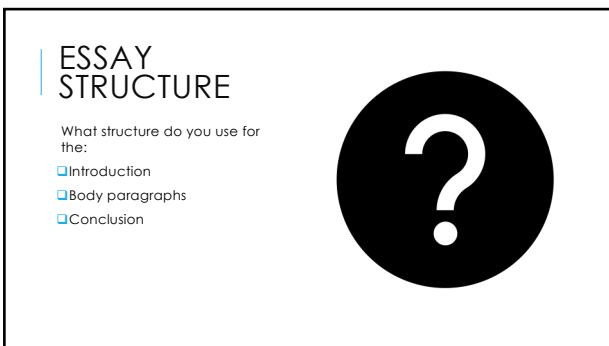 ESSAY
STRUCTURE
What structure do you use for
the:
❑Introduction
❑Body paragraphs
❑Conclusion
?